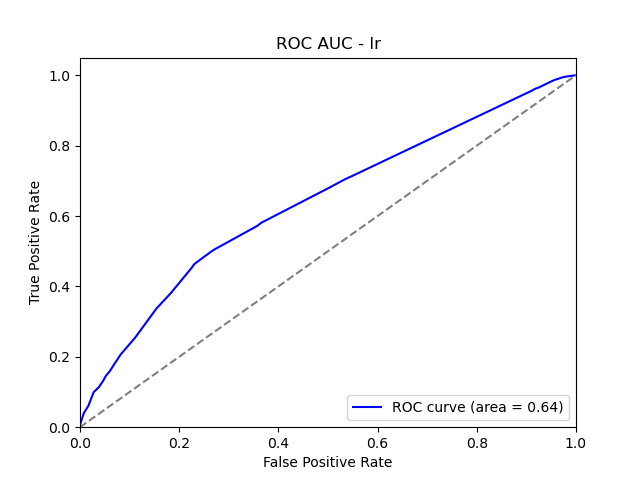 ROC AUC - lr
True Positive Rate
1.0
0.8
0.6
0.4
0.2
0.0
ROC curve (area = 0.64)
0.0 0.2 0.4 0.6 0.8 1.0
False Positive Rate